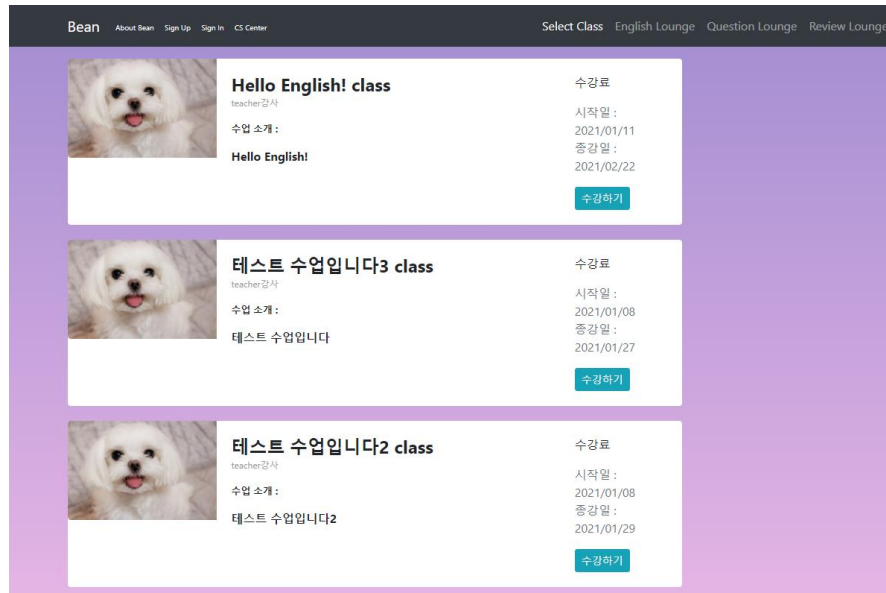 Bean About Bean Sign Up Sign In CS Center Select Class English Lounge Question Lounge Review Lounge
Hello English! class
teacher강사
수업 소개 :
Hello English!
수강료
시작일 :
2021/01/11
종강일 :
2021/02/22
수강하기
테스트 수업입니다3 class
teacher강사
수업 소개 :
테스트 수업입니다
수강료
시작일 :
2021/01/08
종강일 :
2021/01/27
수강하기
테스트 수업입니다2 class
teacher강사
수업 소개 :
테스트 수업입니다2
수강료
시작일 :
2021/01/08
종강일 :
2021/01/29
수강하기